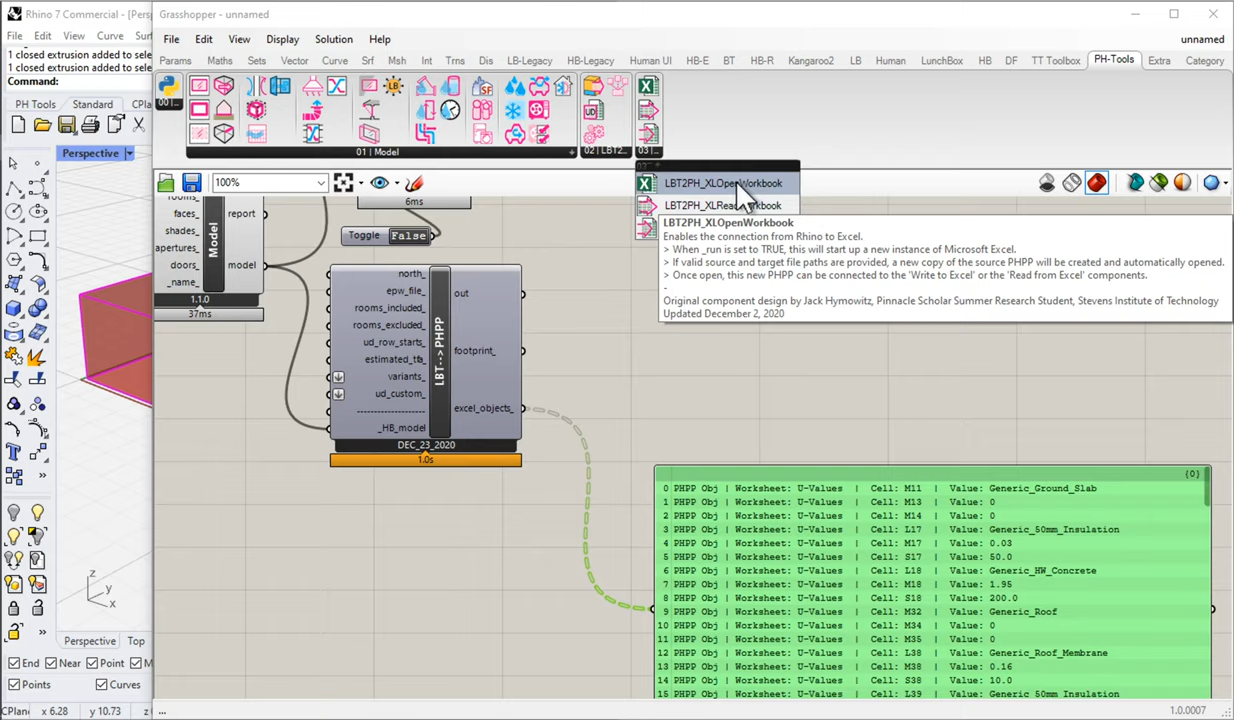 Rhino 7 Commercial - [Persp
File Edit View Curve Surf
1 closed extrusion added to sele
1 closed extrusion added to sele
Command:
PH Tools Standard CPla
Perspective
Perspective Top
End Near Point M
Points Curves
CPlane x 6.28 y 10.73 z
z
y
x
Grasshopper - unnamed
File Edit View Display Solution Help
unnamed
Params Maths Sets Vector Curve Srf Msh Int Trns Dis LB-Legacy HB-Legacy Human UI HB-E BT HB-R Kangaroo2 LB Human LunchBox HB DF TT Toolbox PH-Tools Extra Category
00 |... 01 | Model 02 | LBT2... 03 |...
100%
LBT2PH_XLOpenWorkbook
LBT2PH_XLReadWorkbook
LBT2PH_XLOpenWorkbook
Enables the connection from Rhino to Excel.
> When _run is set to TRUE, this will start up a new instance of Microsoft Excel.
> If valid source and target file paths are provided, a new copy of the source PHPP will be created and automatically opened.
> Once open, this new PHPP can be connected to the 'Write to Excel' or the 'Read from Excel' components.
-
Original component design by Jack Hymowitz, Pinnacle Scholar Summer Research Student, Stevens Institute of Technology
Updated December 2, 2020
rooms_
faces_
shades_
apertures_
doors_
_name_
Model
report
model
1.1.0
37ms
6ms
Toggle False
north_
epw_file_
rooms_included_
rooms_excluded_
ud_row_starts_
estimated_tfa_
variants_
ud_custom_
-------------------
_HB_model
LBT--> PHPP
out
footprint_
excel_objects_
DEC_23_2020
1.0s
{0}
0 PHPP Obj | Worksheet: U-Values | Cell: M11 | Value: Generic_Ground_Slab
1 PHPP Obj | Worksheet: U-Values | Cell: M13 | Value: 0
2 PHPP Obj | Worksheet: U-Values | Cell: M14 | Value: 0
3 PHPP Obj | Worksheet: U-Values | Cell: L17 | Value: Generic_50mm_Insulation
4 PHPP Obj | Worksheet: U-Values | Cell: M17 | Value: 0.03
5 PHPP Obj | Worksheet: U-Values | Cell: S17 | Value: 50.0
6 PHPP Obj | Worksheet: U-Values | Cell: L18 | Value: Generic_HW_Concrete
7 PHPP Obj | Worksheet: U-Values | Cell: M18 | Value: 1.95
8 PHPP Obj | Worksheet: U-Values | Cell: S18 | Value: 200.0
9 PHPP Obj | Worksheet: U-Values | Cell: M32 | Value: Generic_Roof
10 PHPP Obj | Worksheet: U-Values | Cell: M34 | Value: 0
11 PHPP Obj | Worksheet: U-Values | Cell: M35 | Value: 0
12 PHPP Obj | Worksheet: U-Values | Cell: L38 | Value: Generic_Roof_Membrane
13 PHPP Obj | Worksheet: U-Values | Cell: M38 | Value: 0.16
14 PHPP Obj | Worksheet: U-Values | Cell: S38 | Value: 10.0
15 PHPP Obj | Worksheet: U-Values | Cell: L39 | Value: Generic 50mm Insulation
...
1.0.0007